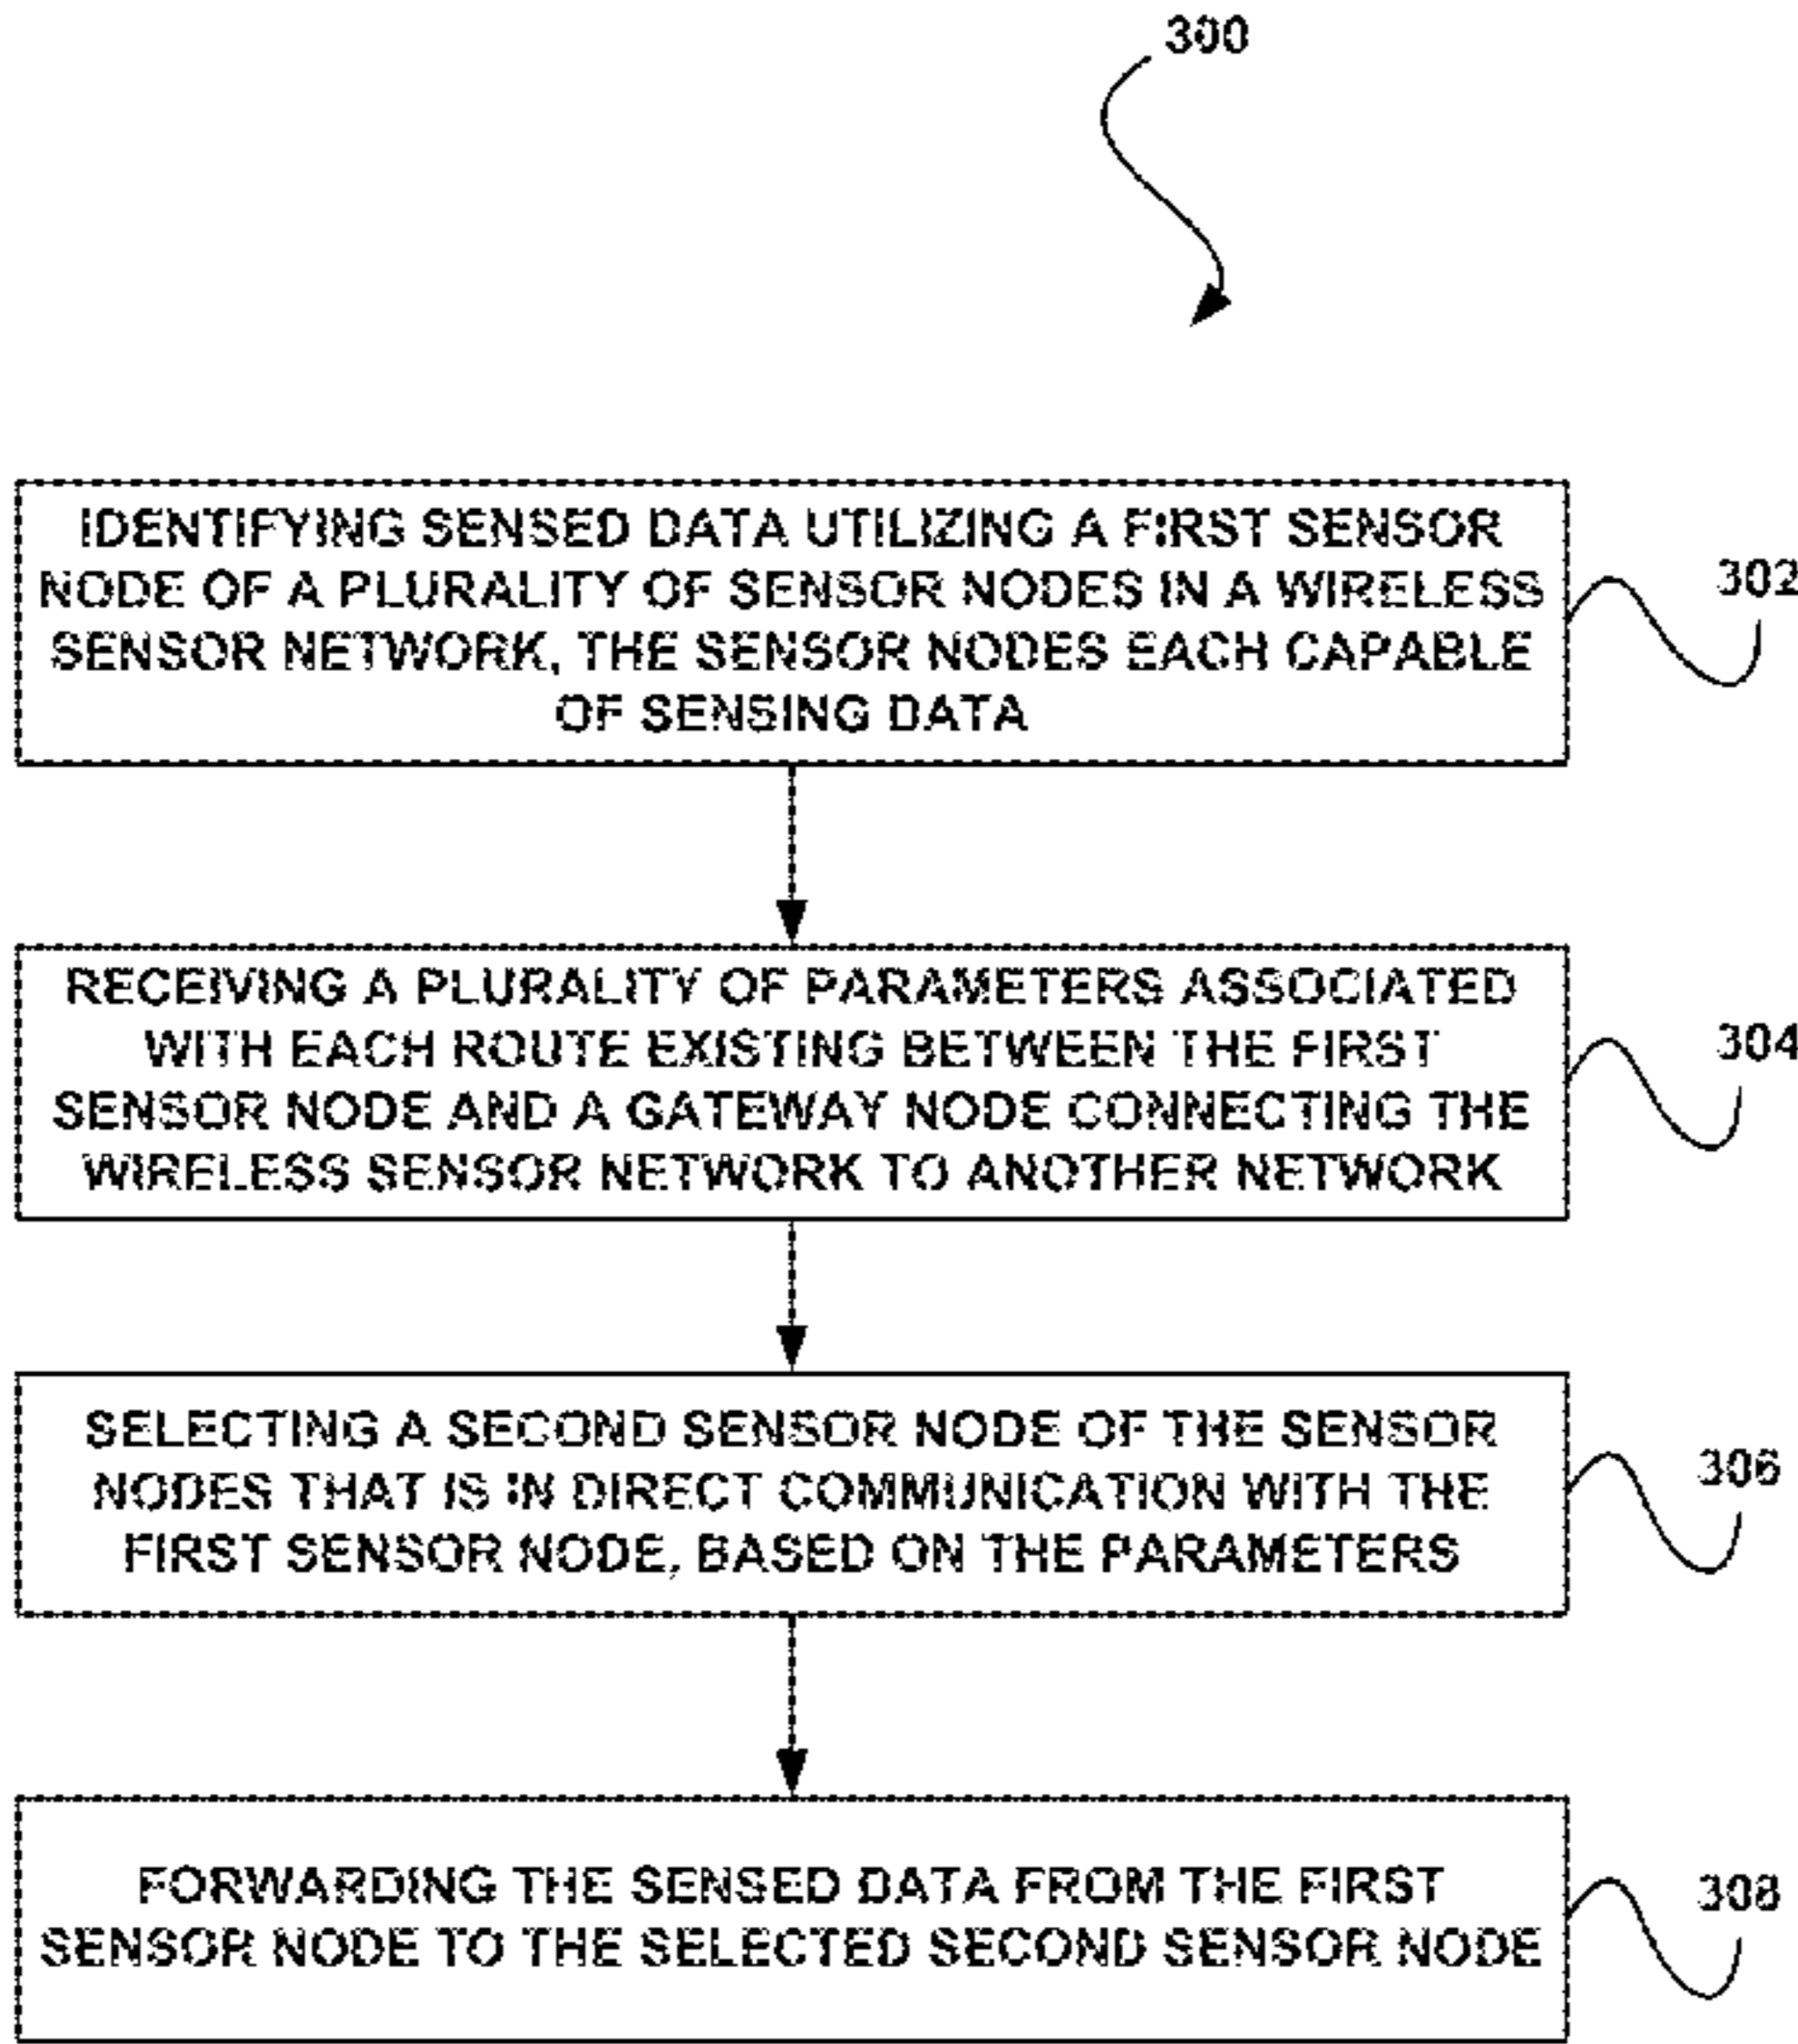 300
IDENTIFYING SENSED DATA UTILIZING A FIRST SENSOR
NODE OF A PLURALITY OF SENSOR NODES IN A WIRELESS
SENSOR NETWORK, THE SENSOR NODES EACH CAPABLE
OF SENSING DATA
302
RECEIVING A PLURALITY OF PARAMETERS ASSOCIATED
WITH EACH ROUTE EXISTING BETWEEN THE FIRST
SENSOR NODE AND A GATEWAY NODE CONNECTING THE
WIRELESS SENSOR NETWORK TO ANOTHER NETWORK
304
SELECTING A SECOND SENSOR NODE OF THE SENSOR
NODES THAT IS IN DIRECT COMMUNICATION WITH THE
FIRST SENSOR NODE, BASED ON THE PARAMETERS
306
FORWARDING THE SENSED DATA FROM THE FIRST
SENSOR NODE TO THE SELECTED SECOND SENSOR NODE
308